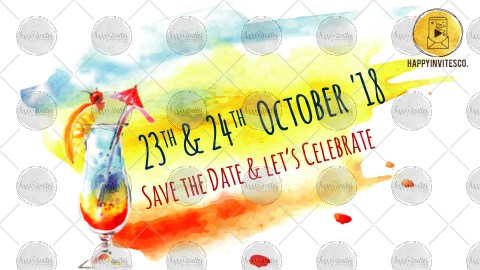 HAPPYINVITESCO.
23TH & 24TH OCTOBER '18
SAVE THE DATE & LET'S CELEBRATE